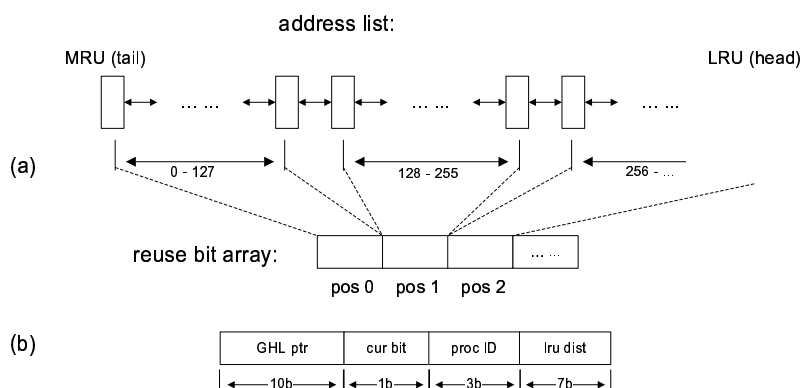 address list:
MRU (tail)
LRU (head)
... ...
... ...
... ...
(a)
0 - 127
128 - 255
256 - ...
reuse bit array:
... ...
pos 0
pos 1
pos 2
(b)
GHL ptr
cur bit
proc ID
lru dist
10b
1b
3b
7b